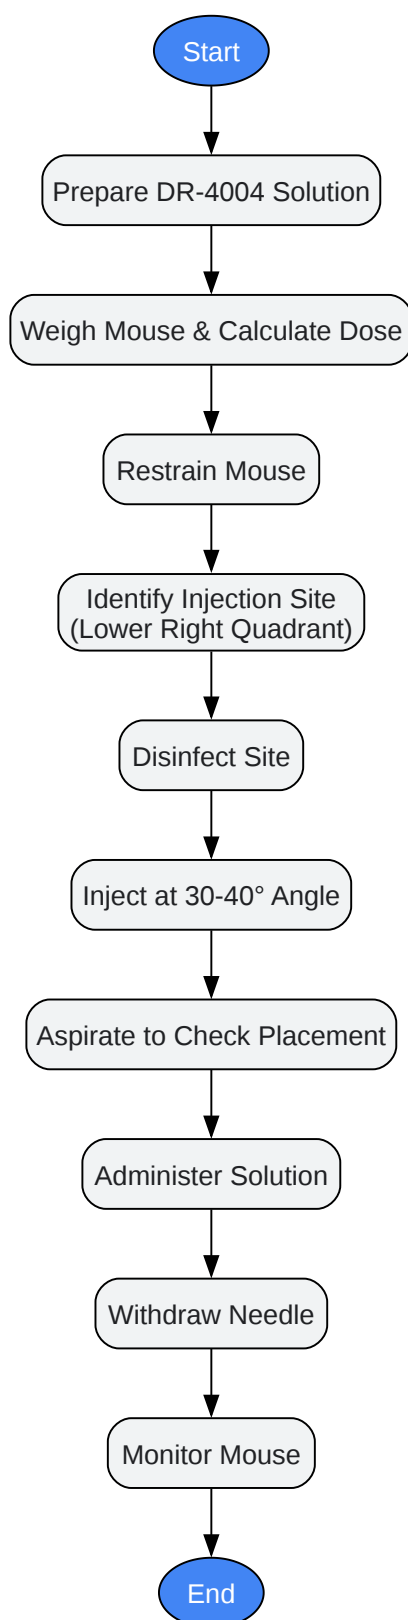 Start
Prepare DR-4004 Solution
Weigh Mouse & Calculate Dose
Restrain Mouse
Identify Injection Site
(Lower Right Quadrant)
Disinfect Site
Inject at 30-40° Angle
Aspirate to Check Placement
Administer Solution
Withdraw Needle
Monitor Mouse
End